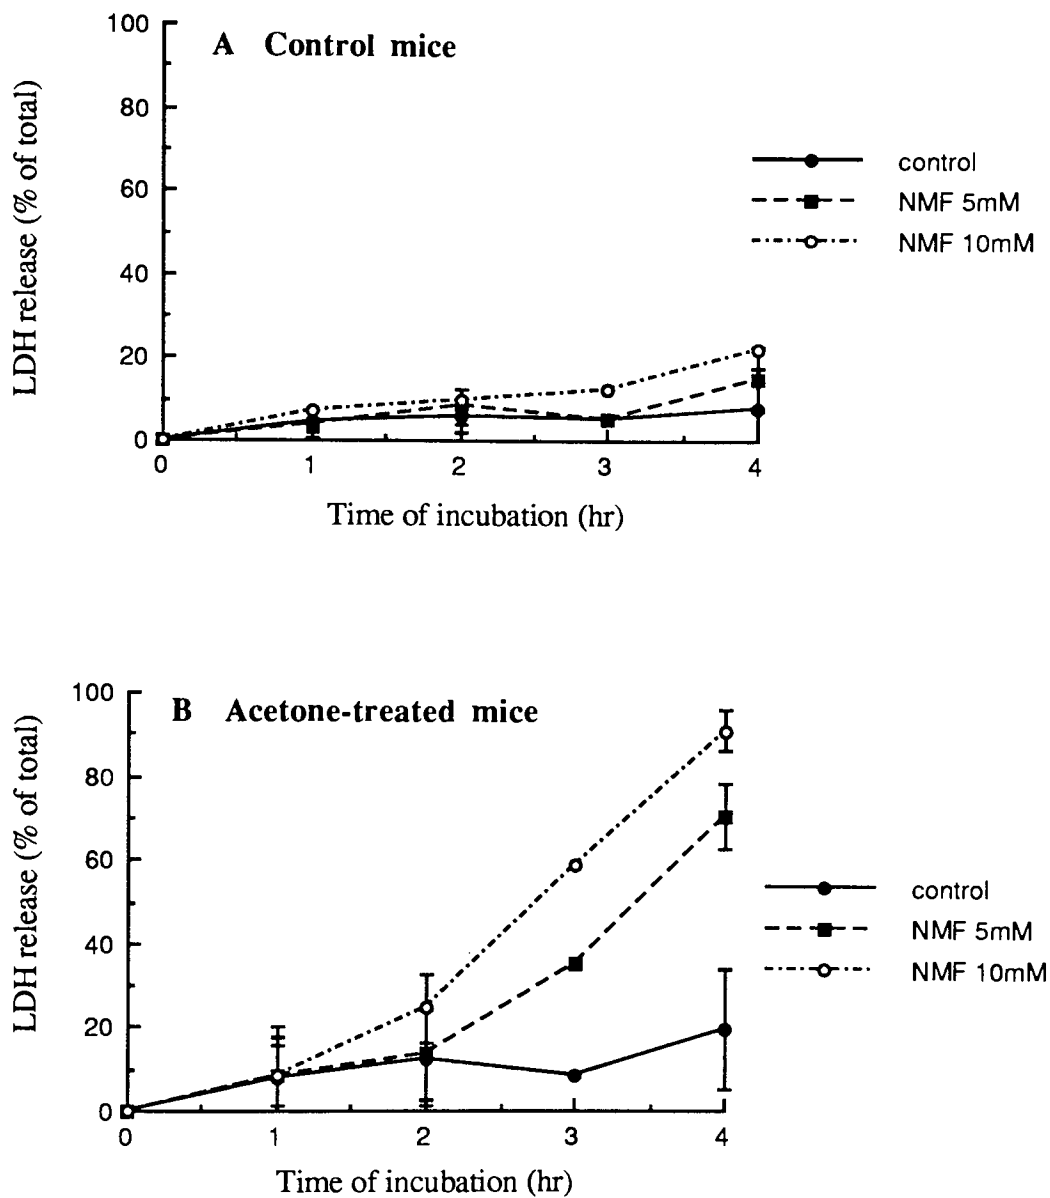 A Control mice
100
80
60
40
20
0
LDH release (% of total)
0 1 2 3 4
Time of incubation (hr)
control
NMF 5mM
NMF 10mM
B Acetone-treated mice
100
80
60
40
20
0
LDH release (% of total)
0 1 2 3 4
Time of incubation (hr)
control
NMF 5mM
NMF 10mM